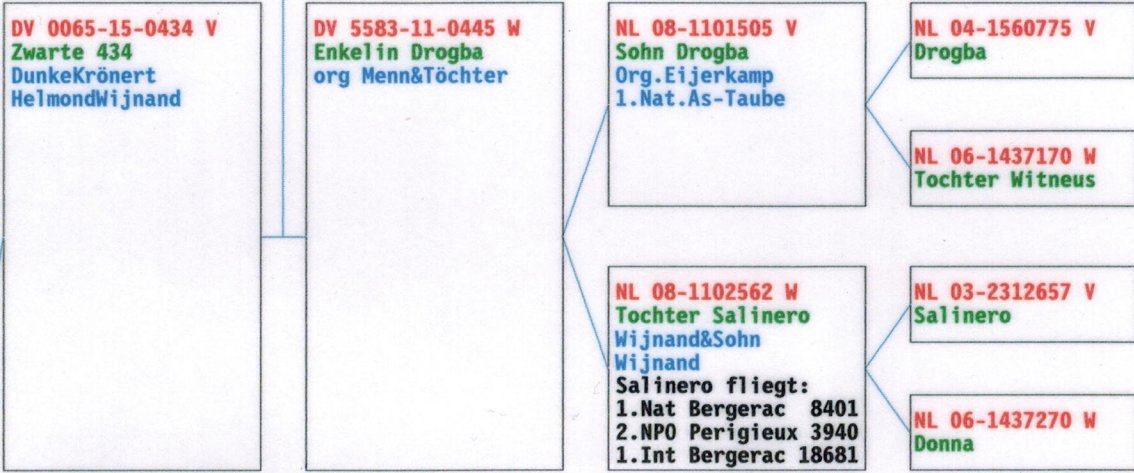 DV 0065-15-0434 V
Zwarte 434
DunkeKrönert
HelmondWijnand
DV 5583-11-0445 W
Enkelin Drogba
org Menn&Töchter
NL 08-1101505 V
Sohn Drogba
Org.Eijerkamp
1.Nat.As-Taube
NL 08-1102562 W
Tochter Salinero
Wijnand&Sohn
Wijnand
Salinero fliegt:
1.Nat Bergerac 8401
2.NPO Perigieux 3940
1.Int Bergerac 18681
NL 04-1560775 V
Drogba
NL 06-1437170 W
Tochter Witneus
NL 03-2312657 V
Salinero
NL 06-1437270 W
Donna